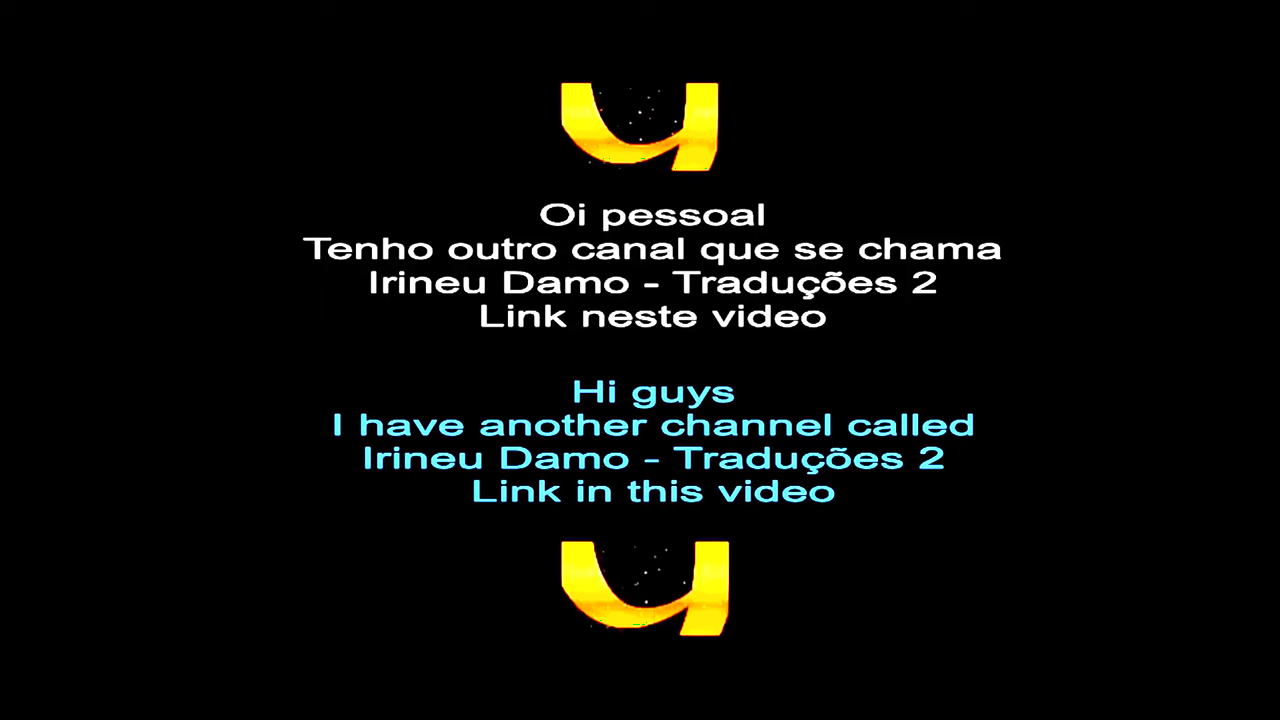 Oi pessoal
Tenho outro canal que se chama
Irineu Damo - Traduções 2
Link neste video
Hi guys
I have another channel called
Irineu Damo - Traduções 2
Link in this video